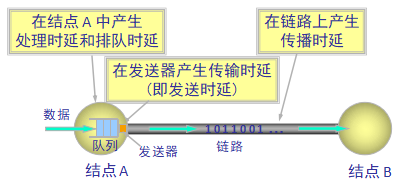 在结点 A 中产生
处理时延和排队时延
在链路上产生
传播时延
在发送器产生传输时延
（即发送时延）
数据
队列
发送器
1011001 ...
链路
结点A
结点 B